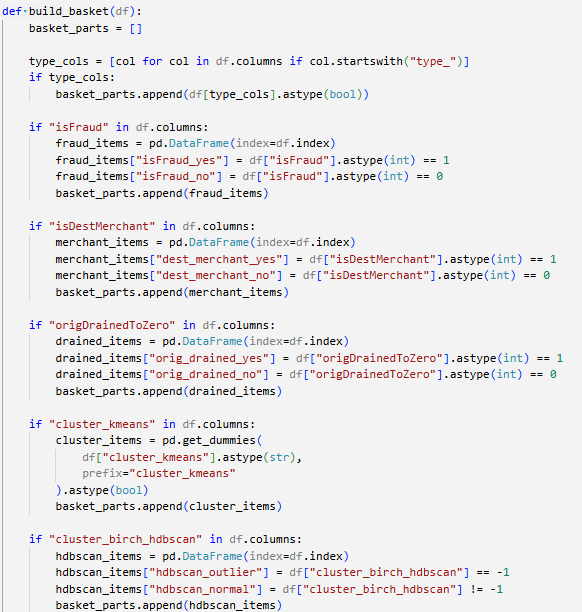 def build_basket(df):
    basket_parts = []

    type_cols = [col for col in df.columns if col.startswith("type_")]
    if type_cols:
        basket_parts.append(df[type_cols].astype(bool))

    if "isFraud" in df.columns:
        fraud_items = pd.DataFrame(index=df.index)
        fraud_items["isFraud_yes"] = df["isFraud"].astype(int) == 1
        fraud_items["isFraud_no"] = df["isFraud"].astype(int) == 0
        basket_parts.append(fraud_items)

    if "isDestMerchant" in df.columns:
        merchant_items = pd.DataFrame(index=df.index)
        merchant_items["dest_merchant_yes"] = df["isDestMerchant"].astype(int) == 1
        merchant_items["dest_merchant_no"] = df["isDestMerchant"].astype(int) == 0
        basket_parts.append(merchant_items)

    if "origDrainedToZero" in df.columns:
        drained_items = pd.DataFrame(index=df.index)
        drained_items["orig_drained_yes"] = df["origDrainedToZero"].astype(int) == 1
        drained_items["orig_drained_no"] = df["origDrainedToZero"].astype(int) == 0
        basket_parts.append(drained_items)

    if "cluster_kmeans" in df.columns:
        cluster_items = pd.get_dummies(
            df["cluster_kmeans"].astype(str),
            prefix="cluster_kmeans"
        ).astype(bool)
        basket_parts.append(cluster_items)

    if "cluster_birch_hdbscan" in df.columns:
        hdbscan_items = pd.DataFrame(index=df.index)
        hdbscan_items["hdbscan_outlier"] = df["cluster_birch_hdbscan"] == -1
        hdbscan_items["hdbscan_normal"] = df["cluster_birch_hdbscan"] != -1
        basket_parts.append(hdbscan_items)